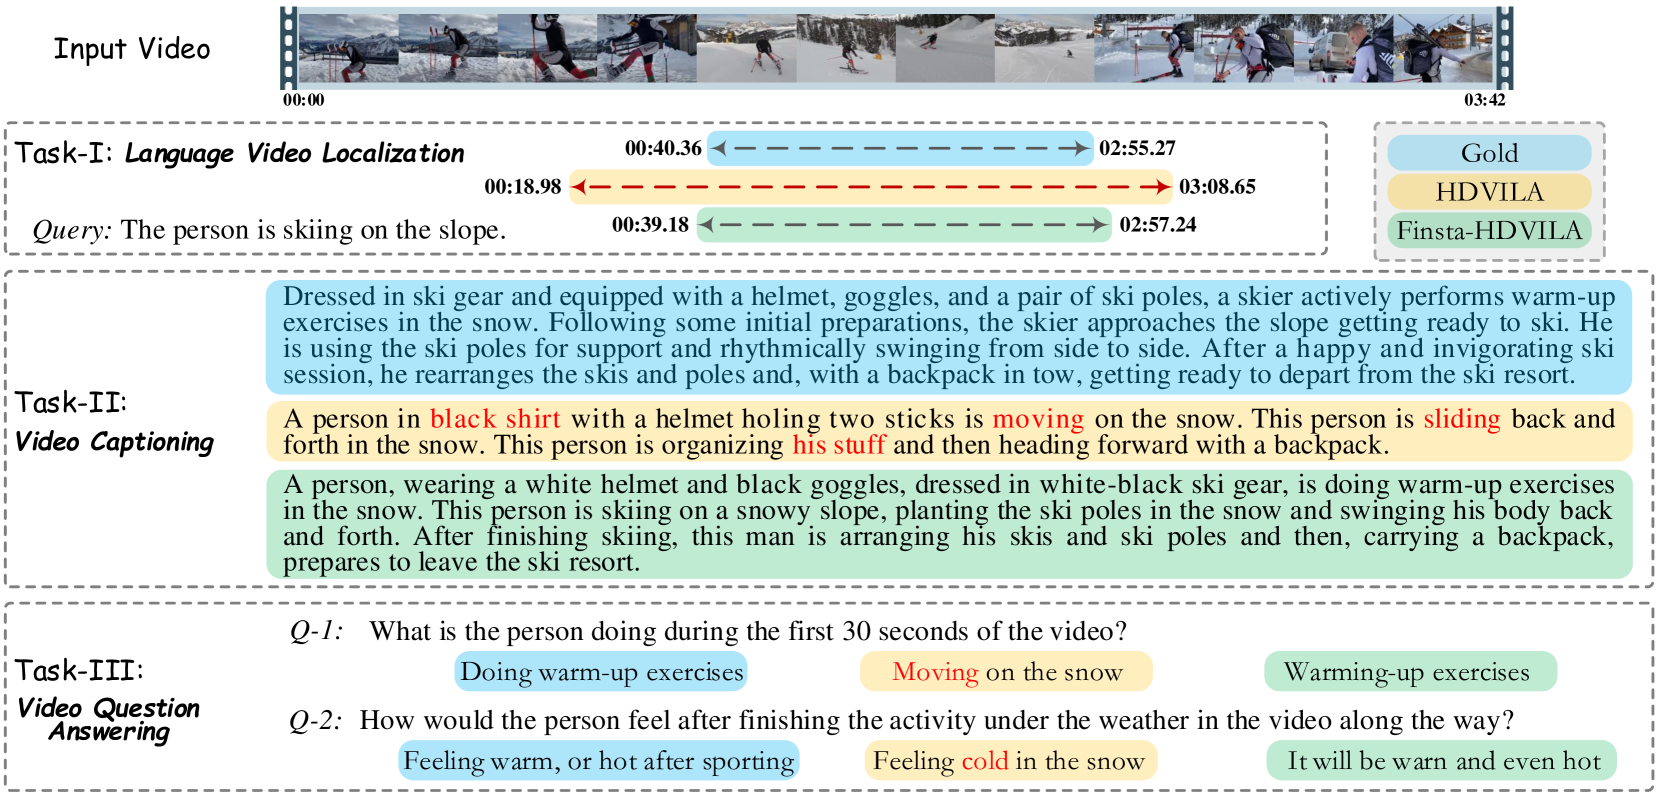 Input Video
00:00
03:42
Task-I: Language Video Localization
00:40.36
02:55.27
00:18.98
03:08.65
Query: The person is skiing on the slope.
00:39.18
02:57.24
Gold
HDVILA
Finsta-HDVILA
Task-II:
Video Captioning
Dressed in ski gear and equipped with a helmet, goggles, and a pair of ski poles, a skier actively performs warm-up
exercises in the snow. Following some initial preparations, the skier approaches the slope getting ready to ski. He
is using the ski poles for support and rhythmically swinging from side to side. After a happy and invigorating ski
session, he rearranges the skis and poles and, with a backpack in tow, getting ready to depart from the ski resort.
A person in black shirt with a helmet holing two sticks is moving on the snow. This person is sliding back and
forth in the snow. This person is organizing his stuff and then heading forward with a backpack.
A person, wearing a white helmet and black goggles, dressed in white-black ski gear, is doing warm-up exercises
in the snow. This person is skiing on a snowy slope, planting the ski poles in the snow and swinging his body back
and forth. After finishing skiing, this man is arranging his skis and ski poles and then, carrying a backpack,
prepares to leave the ski resort.
Task-III:
Video Question
Answering
Q-1: What is the person doing during the first 30 seconds of the video?
Doing warm-up exercises
Moving on the snow
Warming-up exercises
Q-2: How would the person feel after finishing the activity under the weather in the video along the way?
Feeling warm, or hot after sporting
Feeling cold in the snow
It will be warn and even hot